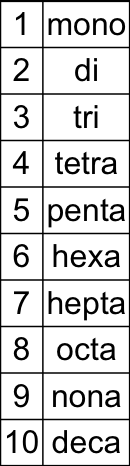 1 mono
2 di
3 tri
4 tetra
5 penta
6 hexa
7 hepta
8 octa
9 nona
10 deca